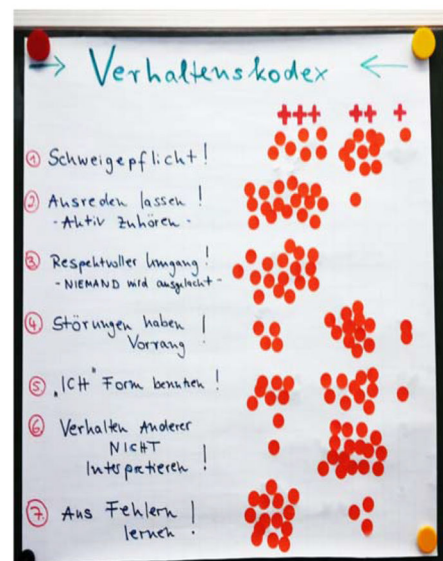 → Verhaltenskodex ←
+++ ++ +
① Schweigepflicht!
② Ausreden lassen!
- Aktiv Zuhören -
③ Respektvoller Umgang!
- NIEMAND wird ausgelacht -
④ Störungen haben
Vorrang!
⑤ "ICH" Form benutzen!
⑥ Verhalten Anderer
NICHT
Interpretieren!
⑦ Aus Fehlern
lernen!